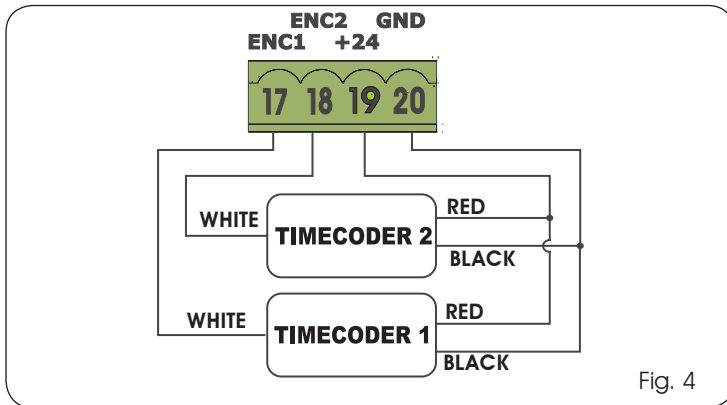 ENC2 GND
ENC1 +24
17 18 19 20
WHITE TIMECODER 2 RED
BLACK
WHITE TIMECODER 1 RED
BLACK
Fig. 4